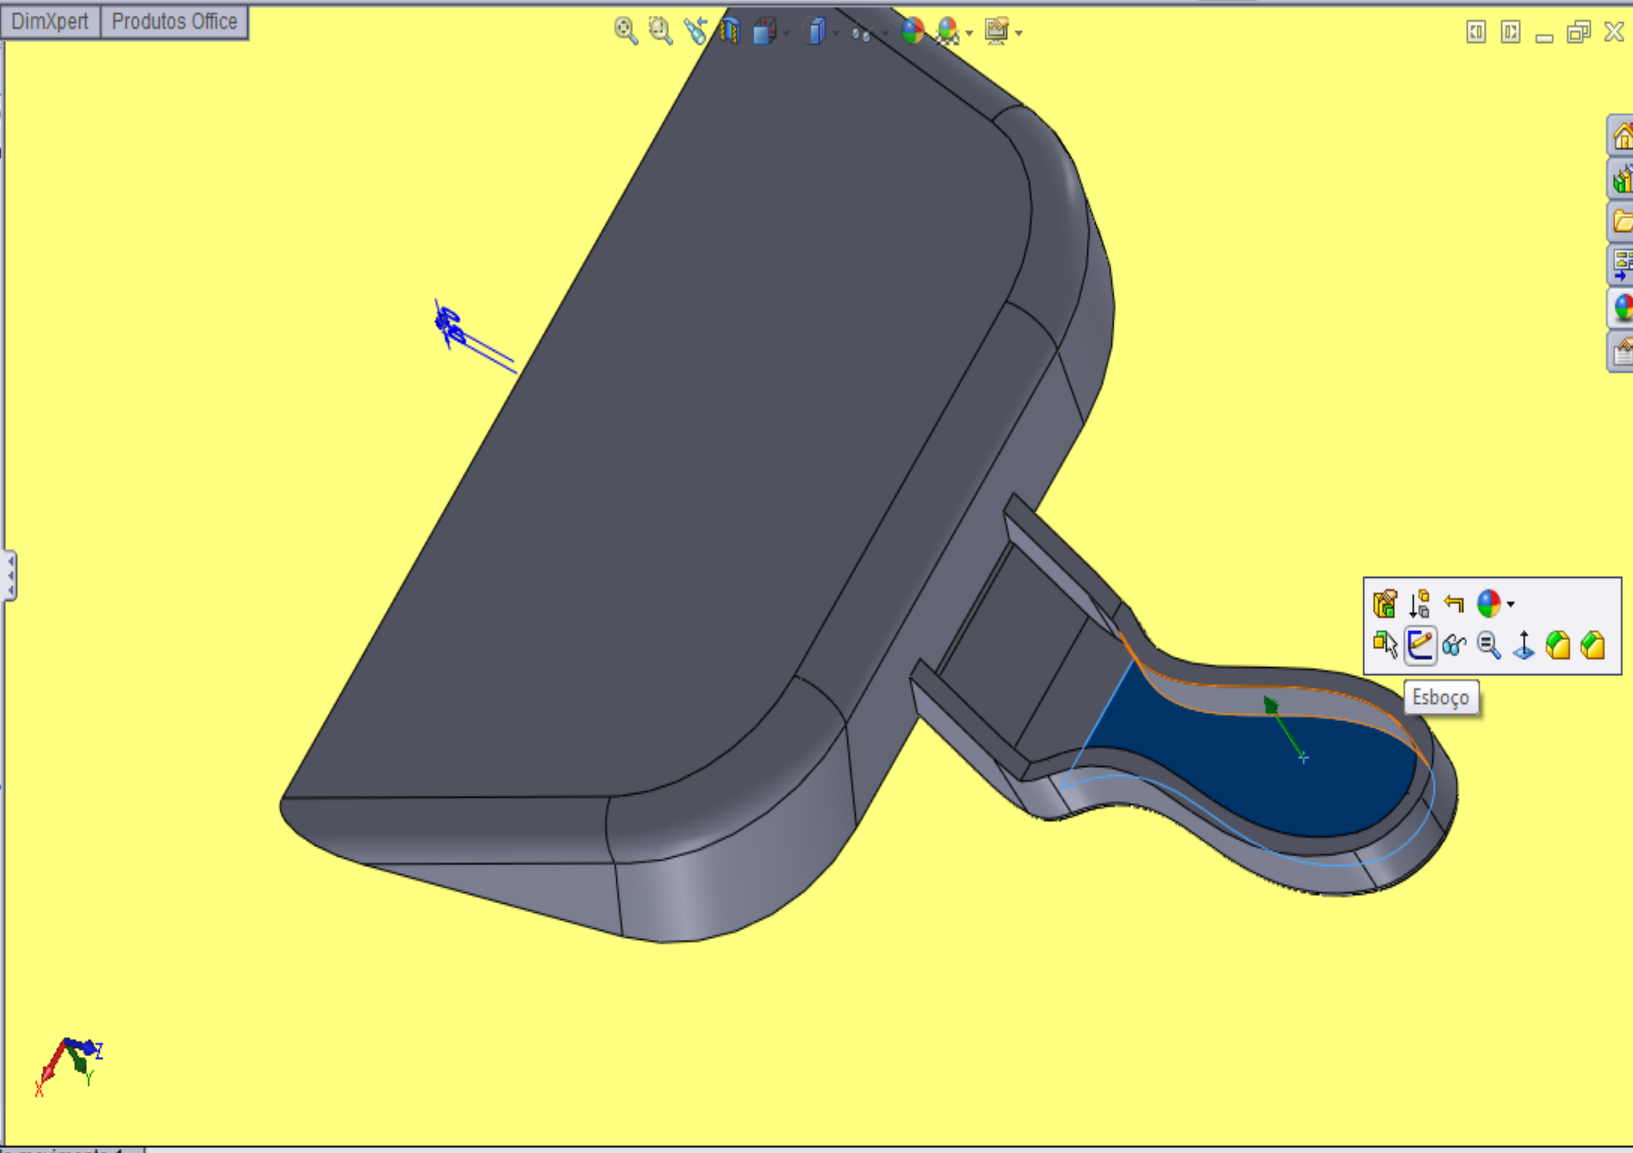 DimXpert
Produtos Office
Esboço
Z
Y
X